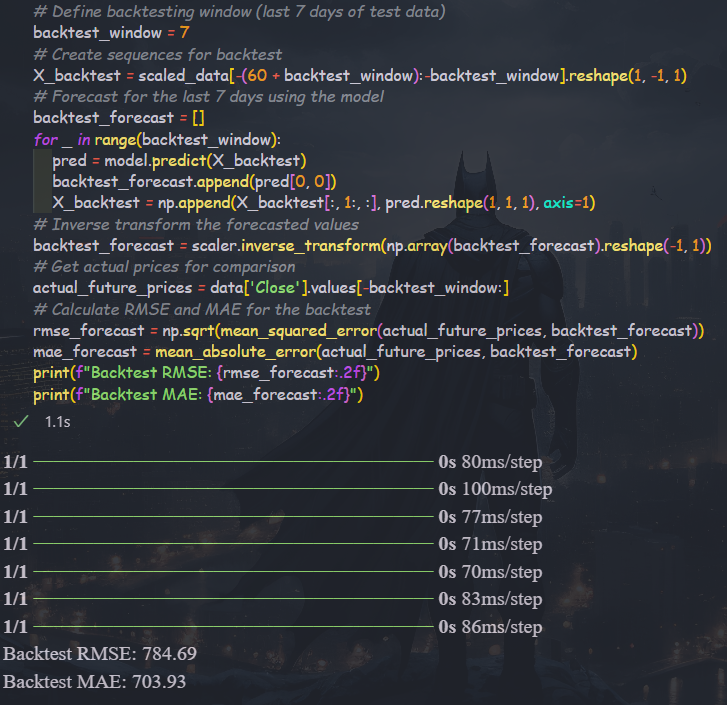 # Define backtesting window (last 7 days of test data)
backtest_window = 7
# Create sequences for backtest
X_backtest = scaled_data[-(60 + backtest_window):-backtest_window].reshape(1, -1, 1)
# Forecast for the last 7 days using the model
backtest_forecast = []
for _ in range(backtest_window):
    pred = model.predict(X_backtest)
    backtest_forecast.append(pred[0, 0])
    X_backtest = np.append(X_backtest[:, 1:, :], pred.reshape(1, 1, 1), axis=1)
# Inverse transform the forecasted values
backtest_forecast = scaler.inverse_transform(np.array(backtest_forecast).reshape(-1, 1))
# Get actual prices for comparison
actual_future_prices = data['Close'].values[-backtest_window:]
# Calculate RMSE and MAE for the backtest
rmse_forecast = np.sqrt(mean_squared_error(actual_future_prices, backtest_forecast))
mae_forecast = mean_absolute_error(actual_future_prices, backtest_forecast)
print(f"Backtest RMSE: {rmse_forecast:.2f}")
print(f"Backtest MAE: {mae_forecast:.2f}")
✓ 1.1s
1/1 0s 80ms/step
1/1 0s 100ms/step
1/1 0s 77ms/step
1/1 0s 71ms/step
1/1 0s 70ms/step
1/1 0s 83ms/step
1/1 0s 86ms/step
Backtest RMSE: 784.69
Backtest MAE: 703.93